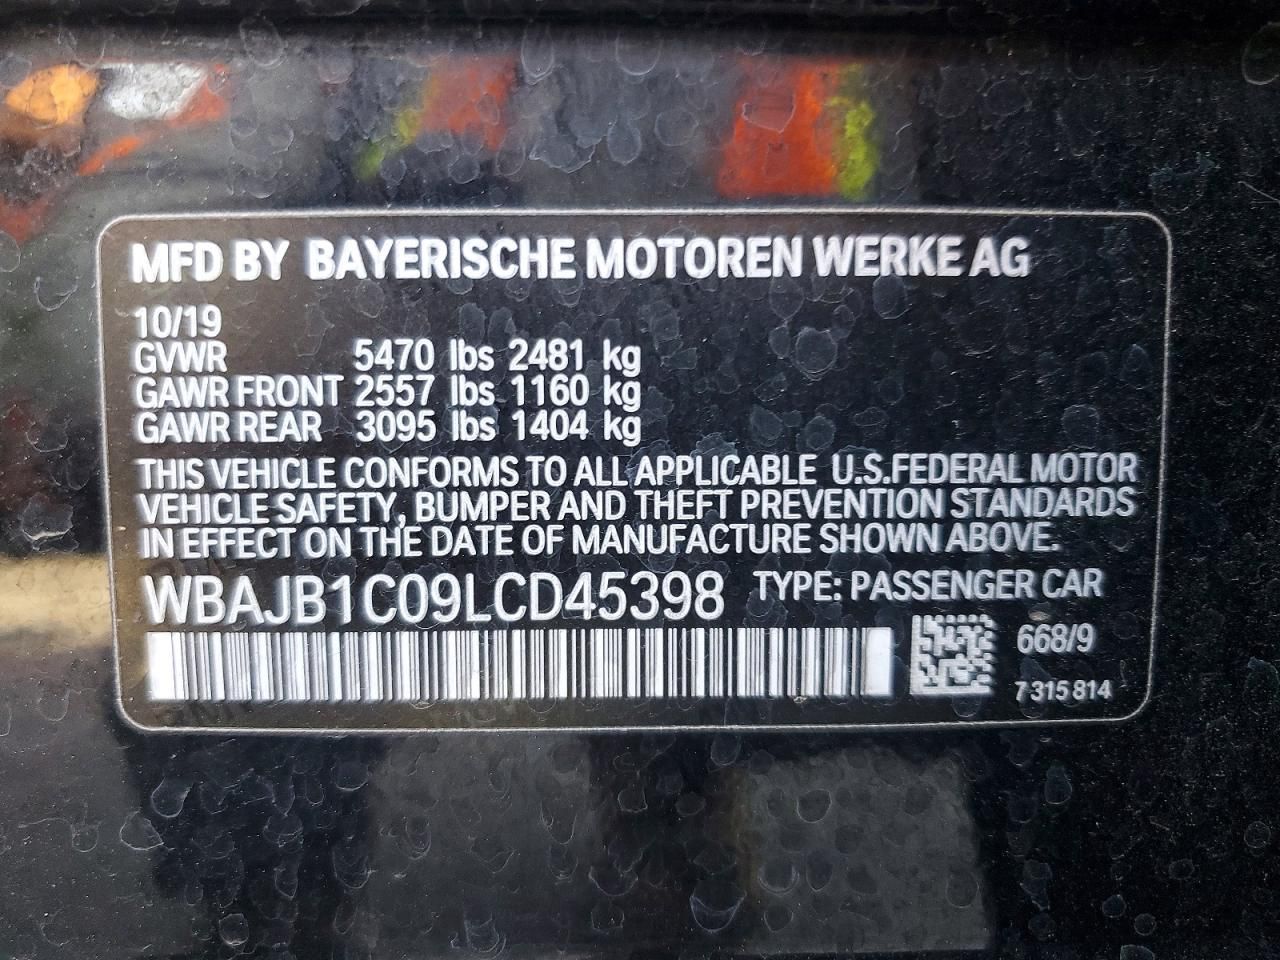 MFD BY BAYERISCHE MOTOREN WERKE AG
10/19
GVWR 5470 lbs 2481 kg
GAWR FRONT 2557 lbs 1160 kg
GAWR REAR 3095 lbs 1404 kg
THIS VEHICLE CONFORMS TO ALL APPLICABLE U.S.FEDERAL MOTOR
VEHICLE SAFETY, BUMPER AND THEFT PREVENTION STANDARDS
IN EFFECT ON THE DATE OF MANUFACTURE SHOWN ABOVE.
WBAJB1C09LCD45398 TYPE: PASSENGER CAR
668/9
7 315 814